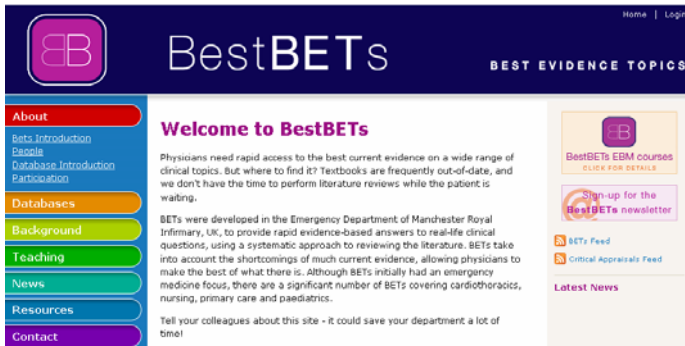 Home | Login
BB
BestBETs
BEST EVIDENCE TOPICS
About
Bets Introduction
People
Database Introduction
Participation
Databases
Background
Teaching
News
Resources
Contact
Welcome to BestBETs
Physicians need rapid access to the best current evidence on a wide range of
clinical topics. But where to find it? Textbooks are frequently out-of-date, and
we don't have the time to perform literature reviews while the patient is
waiting.
BETs were developed in the Emergency Department of Manchester Royal
Infirmary, UK, to provide rapid evidence-based answers to real-life clinical
questions, using a systematic approach to reviewing the literature. BETs take
into account the shortcomings of much current evidence, allowing physicians to
make the best of what there is. Although BETs initially had an emergency
medicine focus, there are a significant number of BETs covering cardiothoracics,
nursing, primary care and paediatrics.
Tell your colleagues about this site - it could save your department a lot of
time!
BB
BestBETs EBM courses
CLICK FOR DETAILS
@
Sign-up for the
BestBETs newsletter
BETs Feed
Critical Appraisals Feed
Latest News